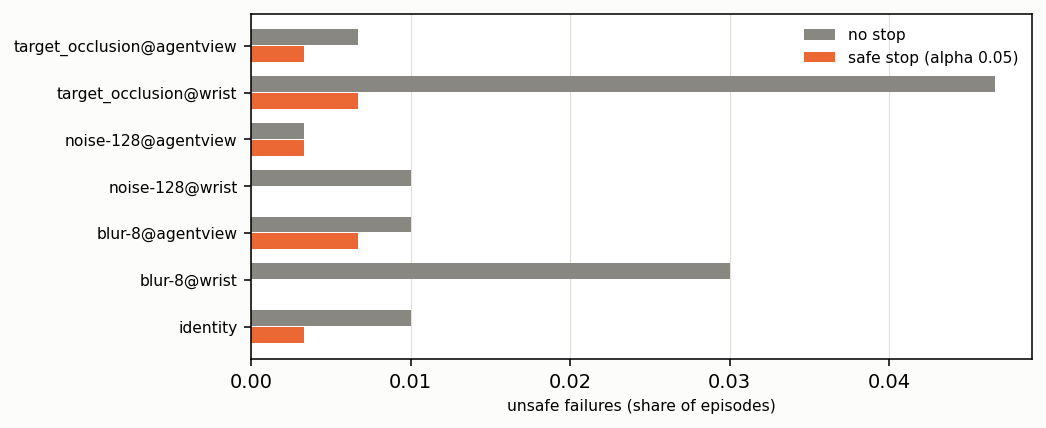 no stop
safe stop (alpha 0.05)
target_occlusion@agentview
target_occlusion@wrist
noise-128@agentview
noise-128@wrist
blur-8@agentview
blur-8@wrist
identity
0.00 0.01 0.02 0.03 0.04
unsafe failures (share of episodes)